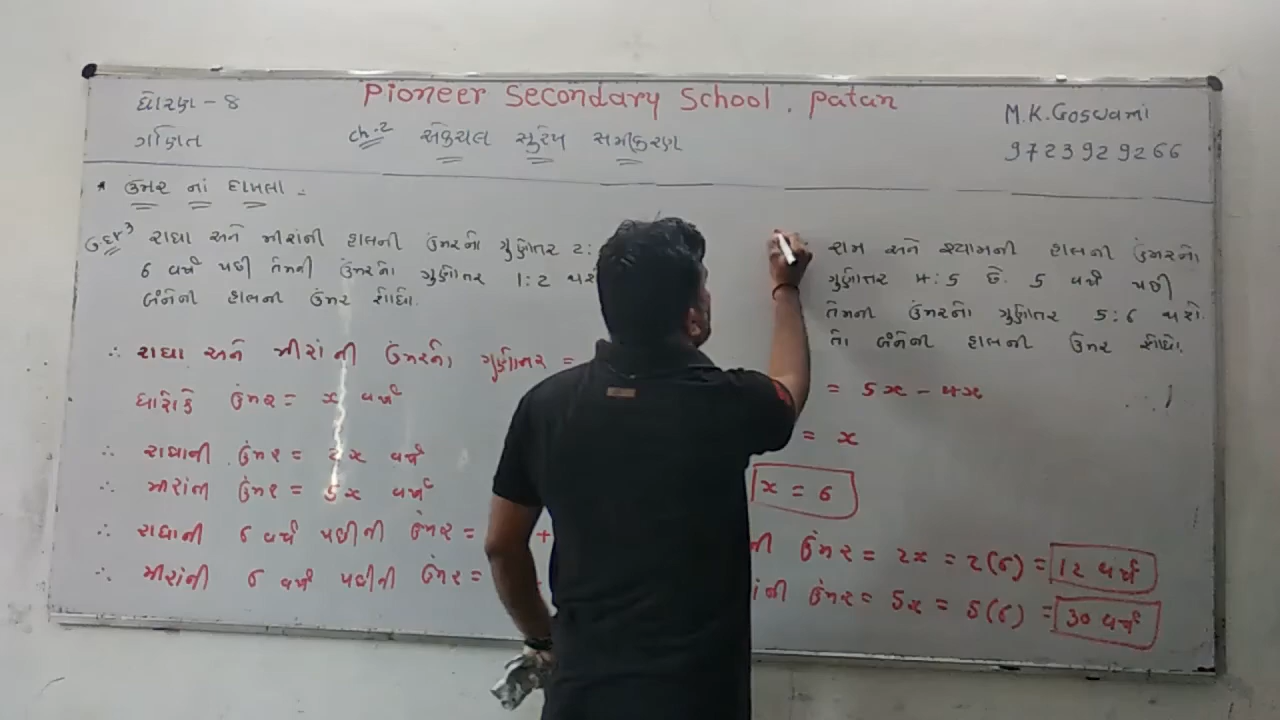 Pioneer Secondary School, Patan
ધોરણ - ૪
ગણિત
ch.2 એકચલ સુરેખ સમીકરણ
M.K.Goswami
9723929266
* ઉંમર નાં દાખલા :
રાધા અને મીરાંની હાલની ઉંમરનો ગુણોત્તર 2:
6 વર્ષ પછી તેમની ઉંમરનો ગુણોત્તર 1:2 થશે
બંનેની હાલની ઉંમર શોધો.
∴ રાધા અને મીરાં ની ઉંમરનો ગુણોત્તર =
ધારોકે ઉંમર = x વર્ષ
∴ રાધાની ઉંમર = 2x વર્ષ
∴ મીરાંની ઉંમર = 5x વર્ષ
∴ રાધાની 6 વર્ષ પછીની ઉંમર = +
∴ મીરાંની 6 વર્ષ પછીની ઉંમર =
રામ અને શ્યામની હાલની ઉંમરનો
ગુણોત્તર 4:5 છે. 5 વર્ષ પછી
તેમની ઉંમરનો ગુણોત્તર 5:6 થશે.
તો બંનેની હાલની ઉંમર શોધો.
= 5x - 4x
= x
x = 6
ની ઉંમર = 2x = 2(6) = 12 વર્ષ
ંની ઉંમર = 5x = 5(6) = 30 વર્ષ